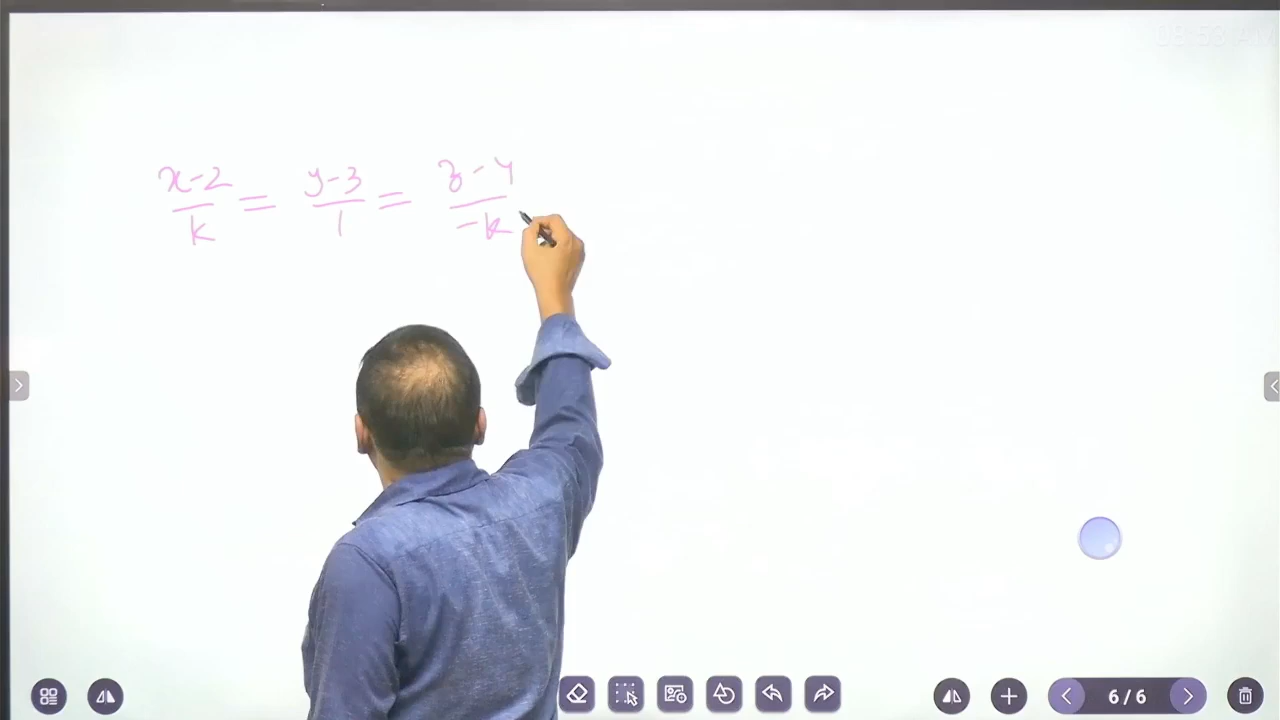 x-2/k = y-3/1 = z-4/-k
6/6